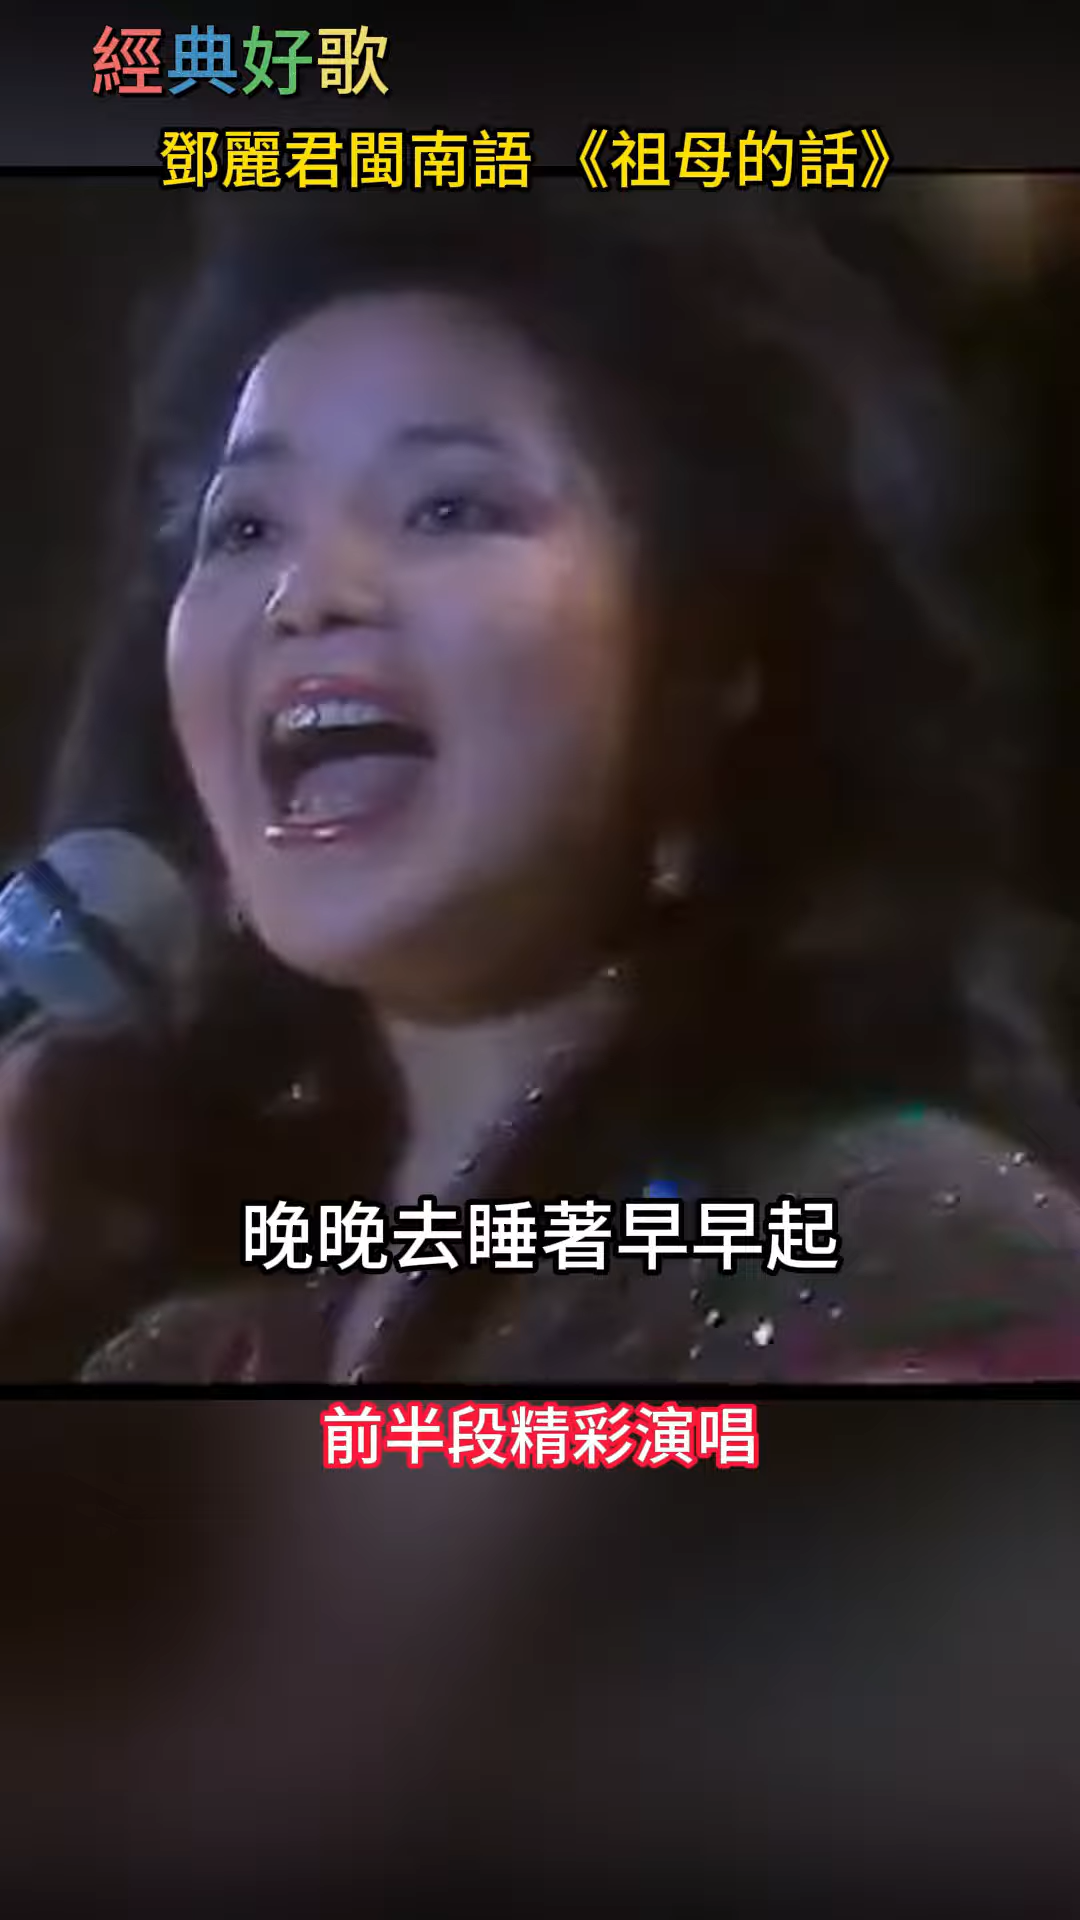 經典好歌
鄧麗君閩南語《祖母的話》
晚晚去睡著早早起
前半段精彩演唱